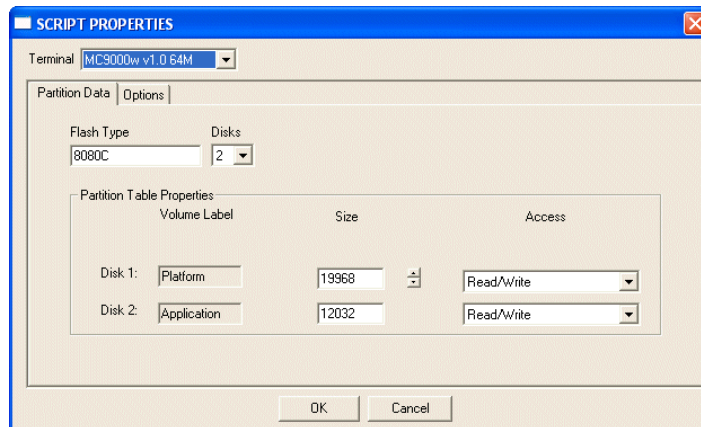 SCRIPT PROPERTIES
Terminal MC9000w v1.0 64M
Partition Data Options
Flash Type Disks
8080C 2
Partition Table Properties
Volume Label Size Access
Disk 1: Platform 19968 Read/Write
Disk 2: Application 12032 Read/Write
OK Cancel